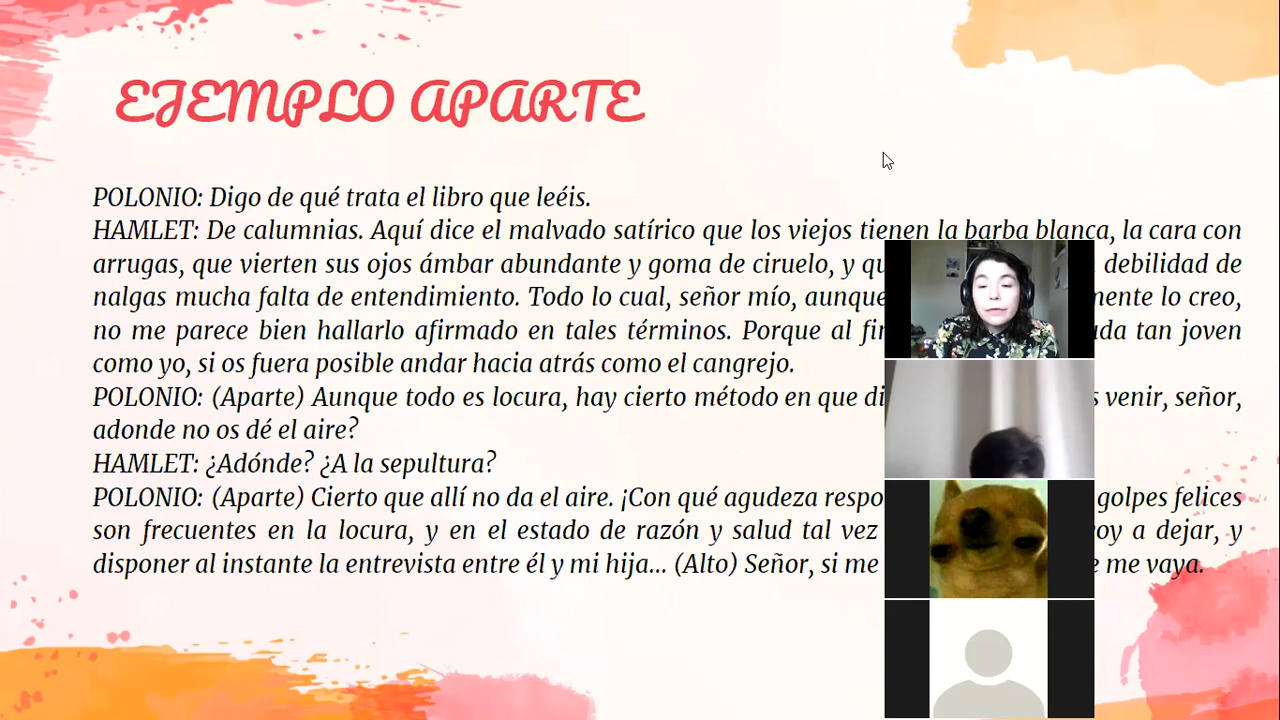 EJEMPLO APARTE
POLONIO: Digo de qué trata el libro que leéis.
HAMLET: De calumnias. Aquí dice el malvado satírico que los viejos tienen la barba blanca, la cara con
arrugas, que vierten sus ojos ámbar abundante y goma de ciruelo, y debilidad de
nalgas mucha falta de entendimiento. Todo lo cual, señor mío, aunque lo creo,
no me parece bien hallarlo afirmado en tales términos. Porque al tan joven
como yo, si os fuera posible andar hacia atrás como el cangrejo.
POLONIO: (Aparte) Aunque todo es locura, hay cierto método en que venir, señor,
adonde no os dé el aire?
HAMLET: ¿Adónde? ¿A la sepultura?
POLONIO: (Aparte) Cierto que allí no da el aire. ¡Con qué agudeza golpes felices
son frecuentes en la locura, y en el estado de razón y salud tal vez a dejar, y
disponer al instante la entrevista entre él y mi hija... (Alto) Señor, si me me vaya.